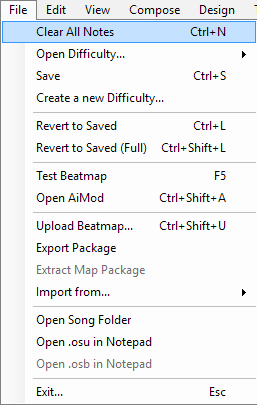 File Edit View Compose Design
Clear All Notes Ctrl+N
Open Difficulty...
Save Ctrl+S
Create a new Difficulty...
Revert to Saved Ctrl+L
Revert to Saved (Full) Ctrl+Shift+L
Test Beatmap F5
Open AiMod Ctrl+Shift+A
Upload Beatmap... Ctrl+Shift+U
Export Package
Extract Map Package
Import from...
Open Song Folder
Open .osu in Notepad
Open .osb in Notepad
Exit... Esc